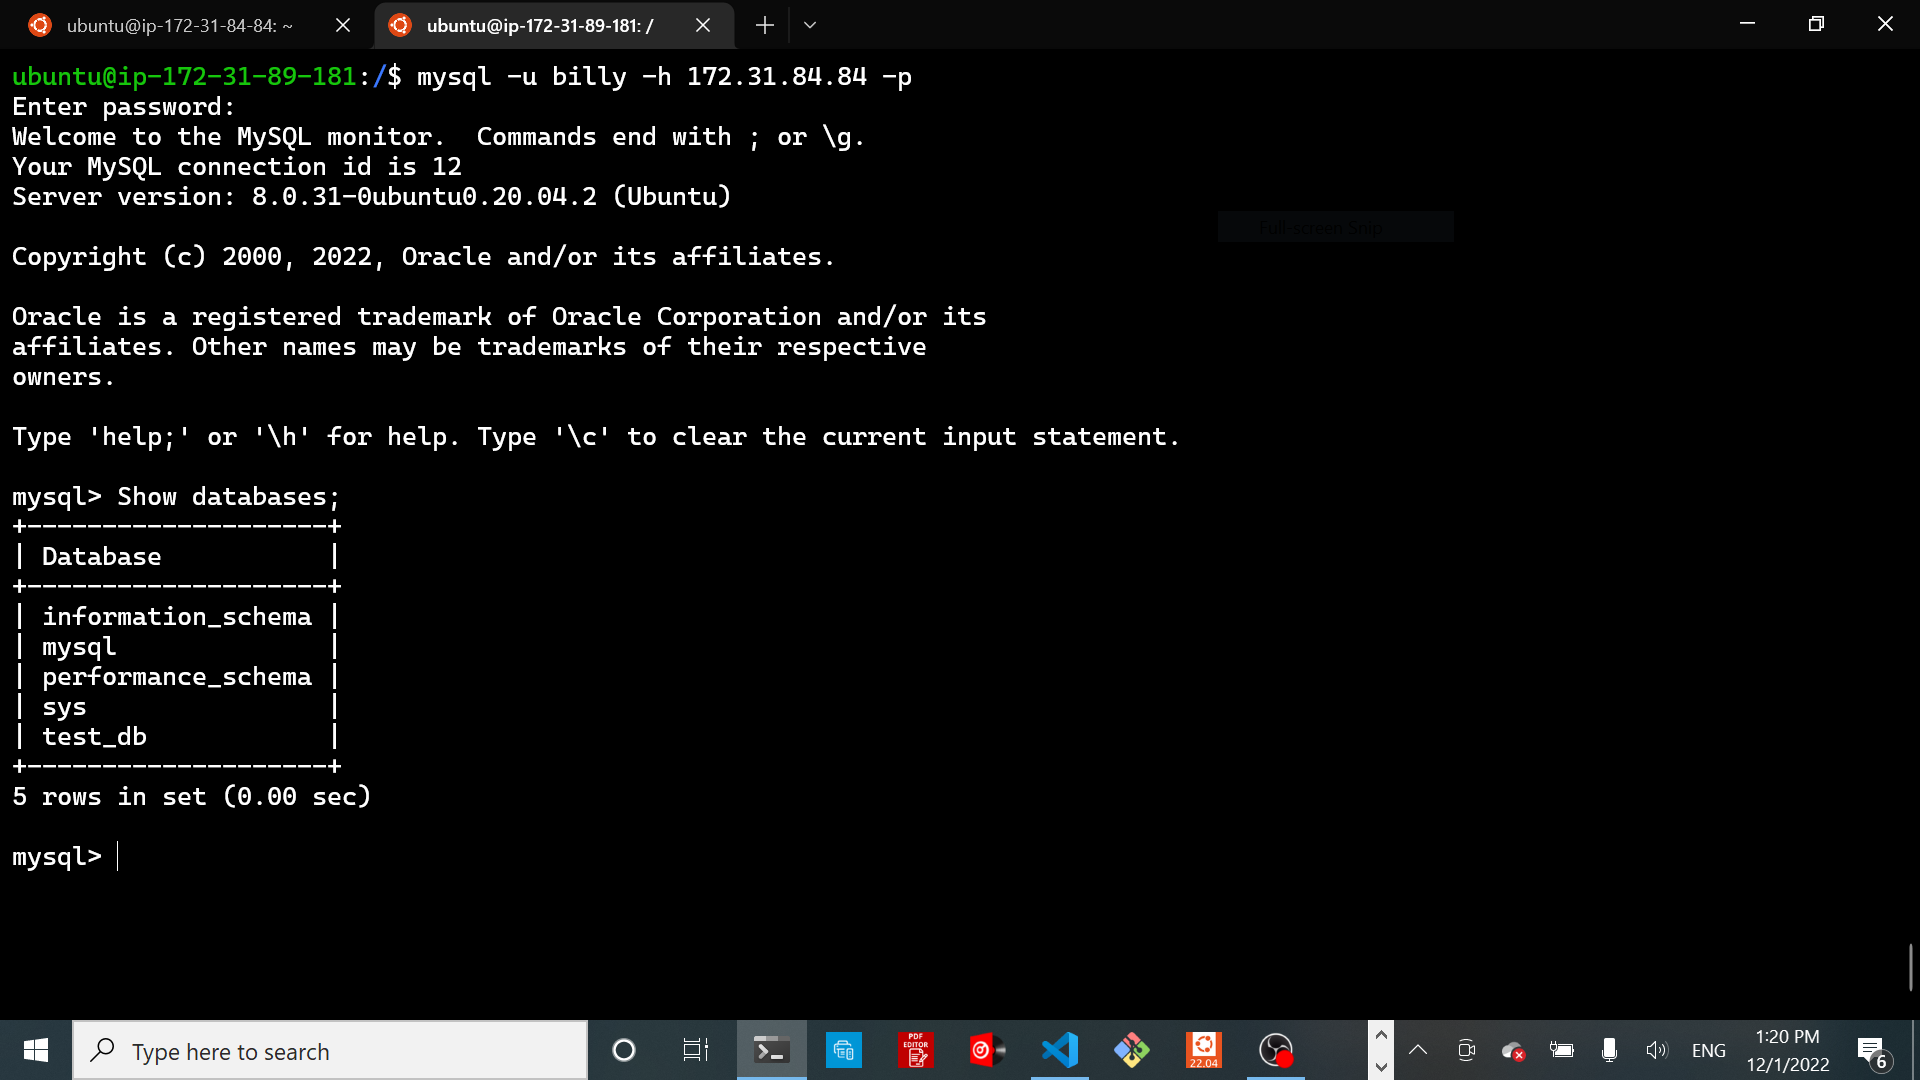 ubuntu@ip-172-31-84-84: ~
ubuntu@ip-172-31-89-181: /
ubuntu@ip-172-31-89-181:/$ mysql -u billy -h 172.31.84.84 -p
Enter password:
Welcome to the MySQL monitor.  Commands end with ; or \g.
Your MySQL connection id is 12
Server version: 8.0.31-0ubuntu0.20.04.2 (Ubuntu)
Full-screen Snip
Copyright (c) 2000, 2022, Oracle and/or its affiliates.
Oracle is a registered trademark of Oracle Corporation and/or its
affiliates. Other names may be trademarks of their respective
owners.
Type 'help;' or '\h' for help. Type '\c' to clear the current input statement.
mysql> Show databases;
+--------------------+
| Database           |
+--------------------+
| information_schema |
| mysql              |
| performance_schema |
| sys                |
| test_db            |
+--------------------+
5 rows in set (0.00 sec)
mysql>
Type here to search
PDF
EDITOR
22.04
ENG
1:20 PM
12/1/2022
6